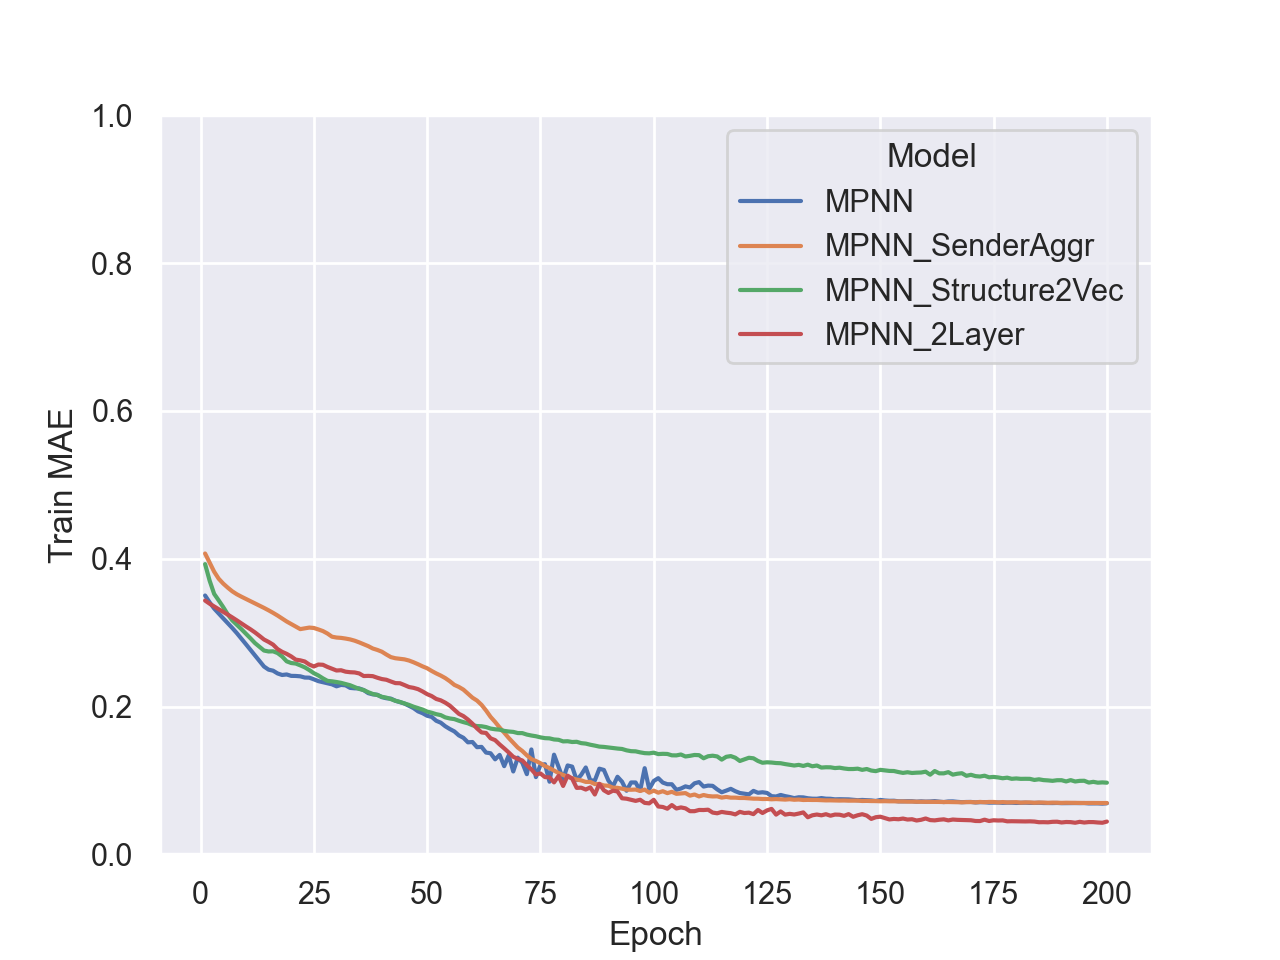 1.0
0.8
0.6
0.4
0.2
0.0
Train MAE
Model
MPNN
MPNN_SenderAggr
MPNN_Structure2Vec
MPNN_2Layer
0 25 50 75 100 125 150 175 200
Epoch